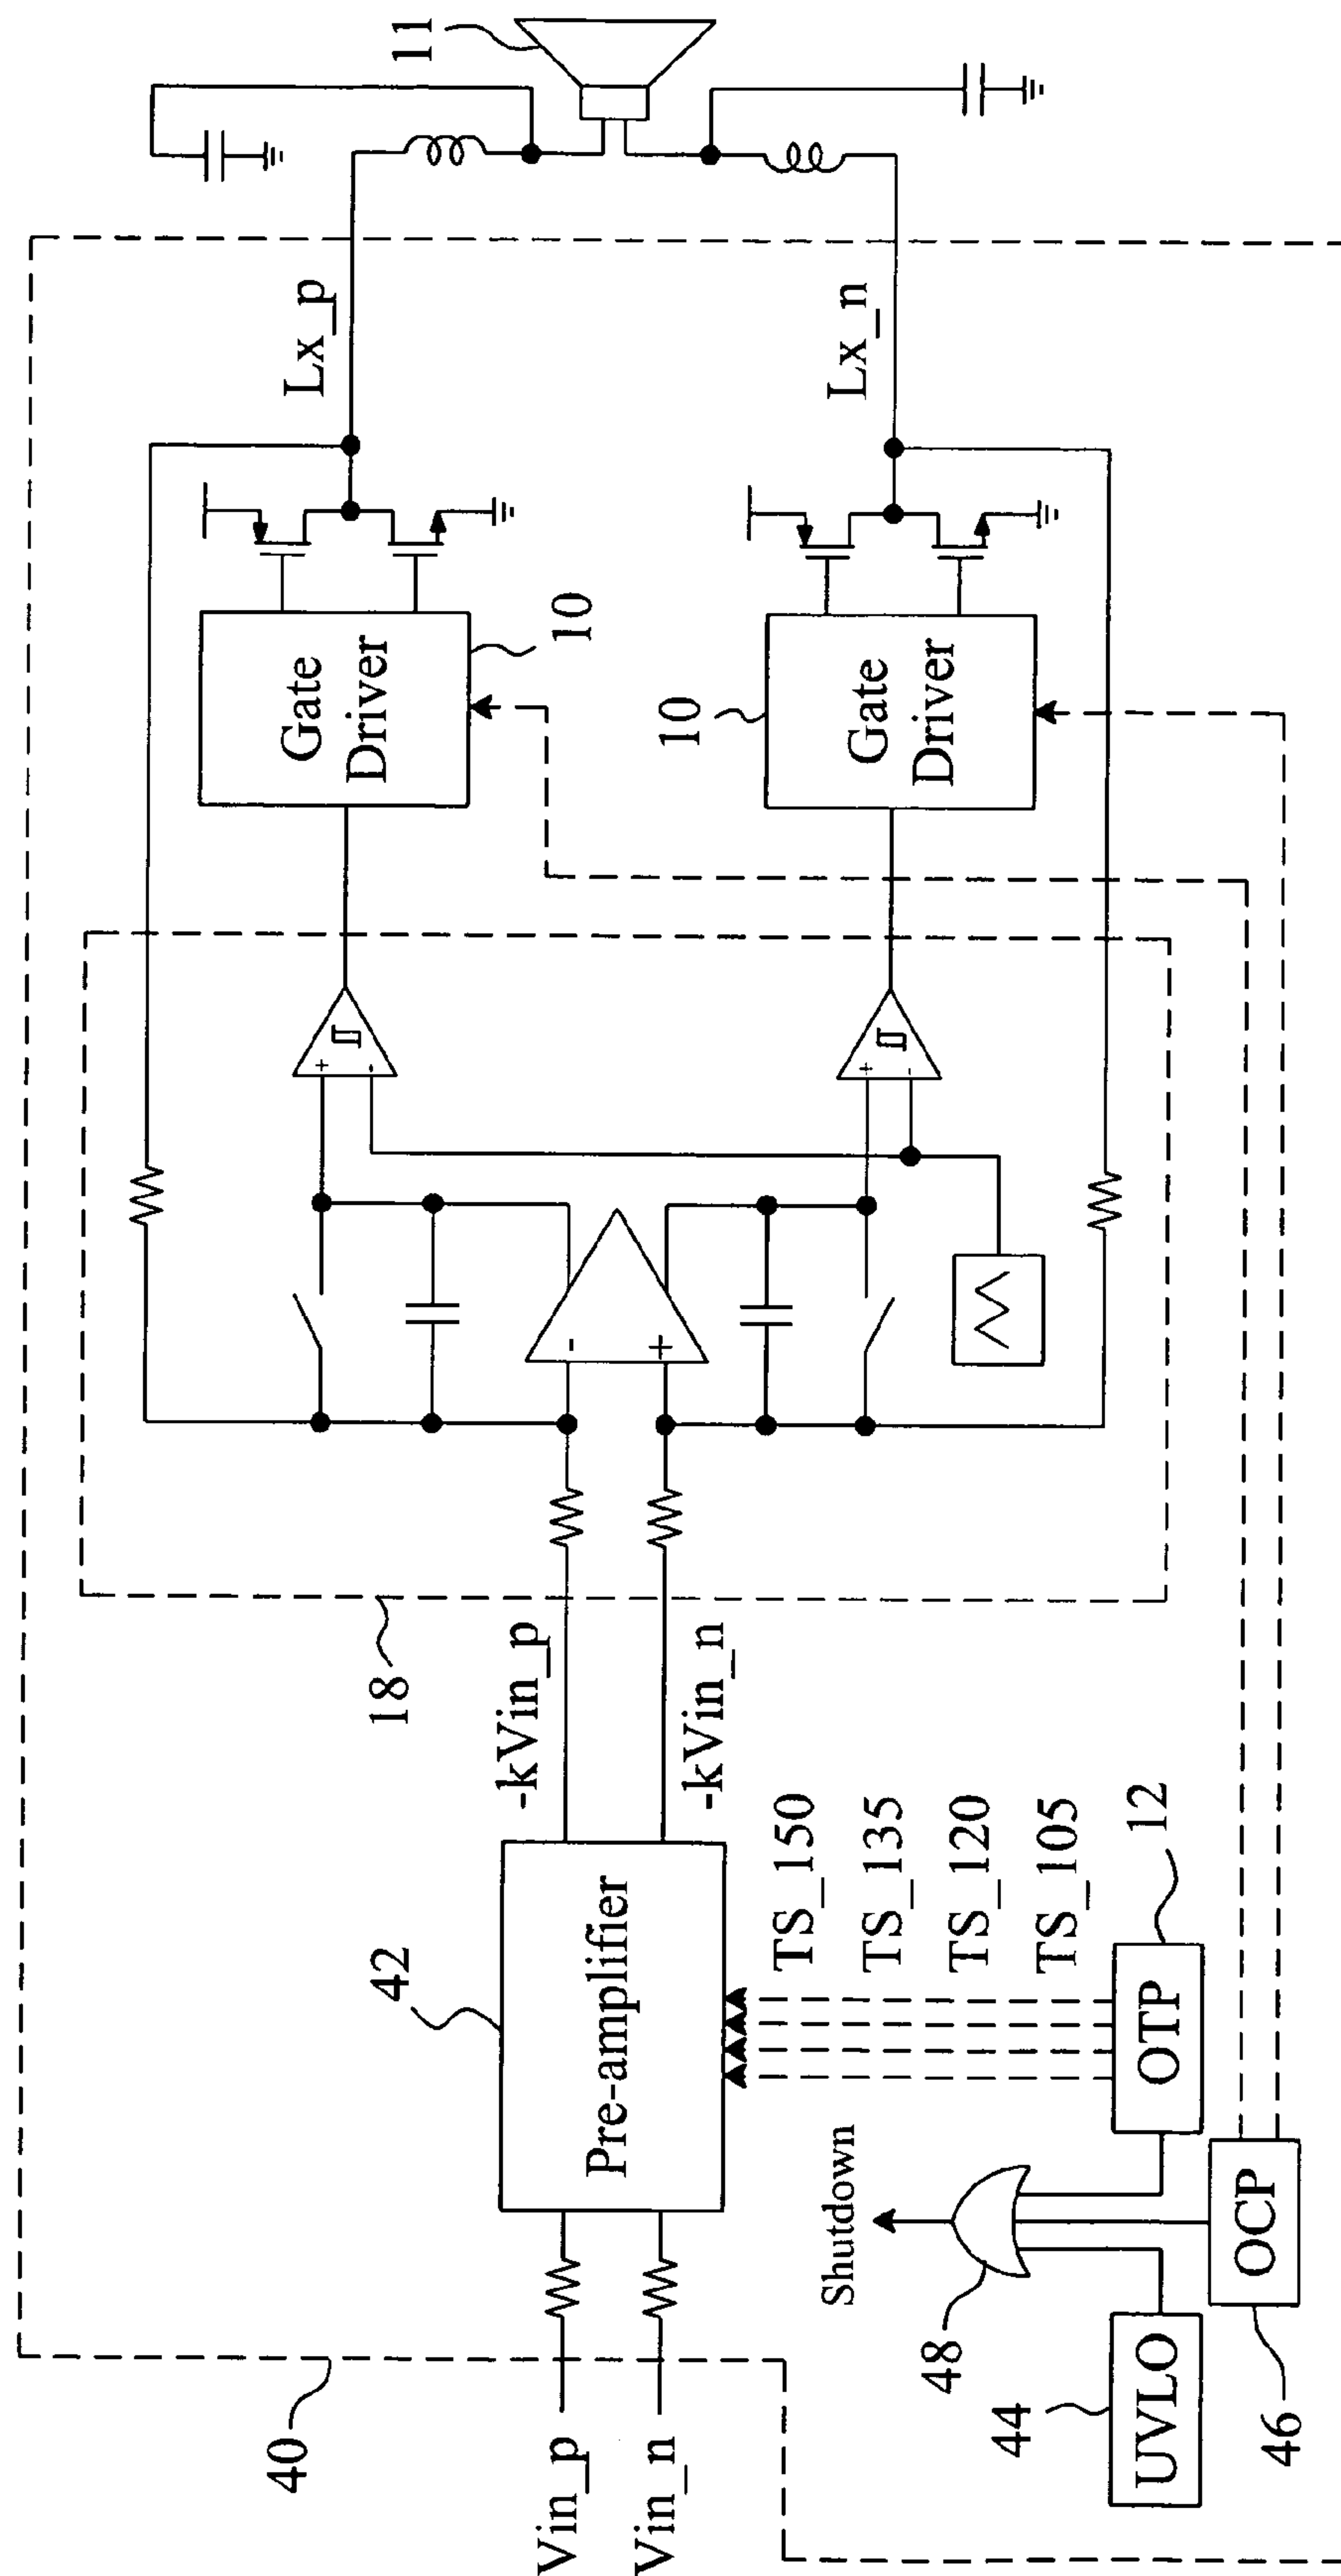 11
Lx_p
Lx_n
Gate
Driver
10
10
Gate
Driver
+
-
+
-
-
+
18
-kVin_p
-kVin_n
42
Pre-amplifier
TS_150
TS_135
TS_120
TS_105
12
OTP
Shutdown
48
OCP
46
44
UVLO
40
Vin_p
Vin_n